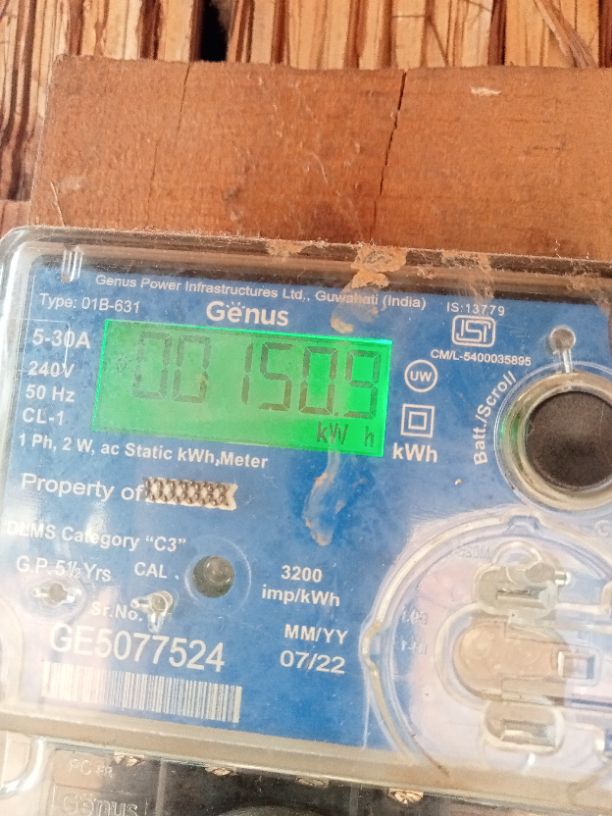 Genus Power Infrastructures Ltd., Guwahati (India)
Type: 01B-631
Genus
IS:13779
CM/L-5400035895
5-30A
240V
50 Hz
CL-1
00150.9
kW h
UW
kWh
Batt./Scroll
1 Ph, 2 W, ac Static kWh,Meter
Property of
DLMS Category "C3"
G.P. 5½ Yrs
CAL.
3200
imp/kWh
Sr.No.
GE5077524
MM/YY
07/22
Genus